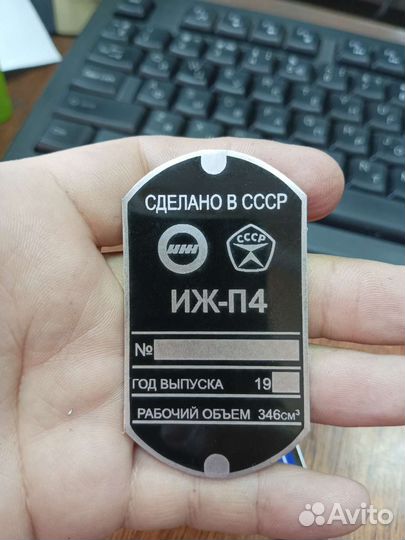 СДЕЛАНО В СССР
ИЖ
СССР
ИЖ-П4
№
ГОД ВЫПУСКА 19
РАБОЧИЙ ОБЪЕМ 346см³
Avito